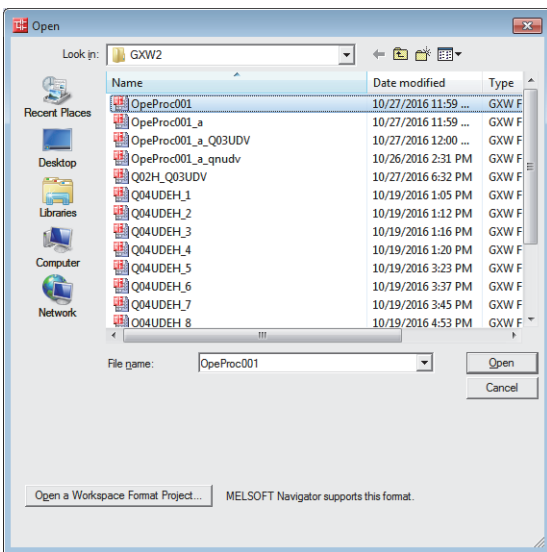 Open
Look in: GXW2
Name Date modified Type
OpeProc001 10/27/2016 11:59 ... GXW F
OpeProc001_a 10/27/2016 11:59 ... GXW F
OpeProc001_a_Q03UDV 10/27/2016 12:00 ... GXW F
OpeProc001_a_qnudv 10/26/2016 2:31 PM GXW F
Q02H_Q03UDV 10/27/2016 6:32 PM GXW F
Q04UDEH_1 10/19/2016 1:05 PM GXW F
Q04UDEH_2 10/19/2016 1:12 PM GXW F
Q04UDEH_3 10/19/2016 1:16 PM GXW F
Q04UDEH_4 10/19/2016 1:20 PM GXW F
Q04UDEH_5 10/19/2016 3:23 PM GXW F
Q04UDEH_6 10/19/2016 3:37 PM GXW F
Q04UDEH_7 10/19/2016 3:45 PM GXW F
Q04UDEH_8 10/19/2016 4:53 PM GXW F
Recent Places
Desktop
Libraries
Computer
Network
File name: OpeProc001 Open
Cancel
Open a Workspace Format Project... MELSOFT Navigator supports this format.